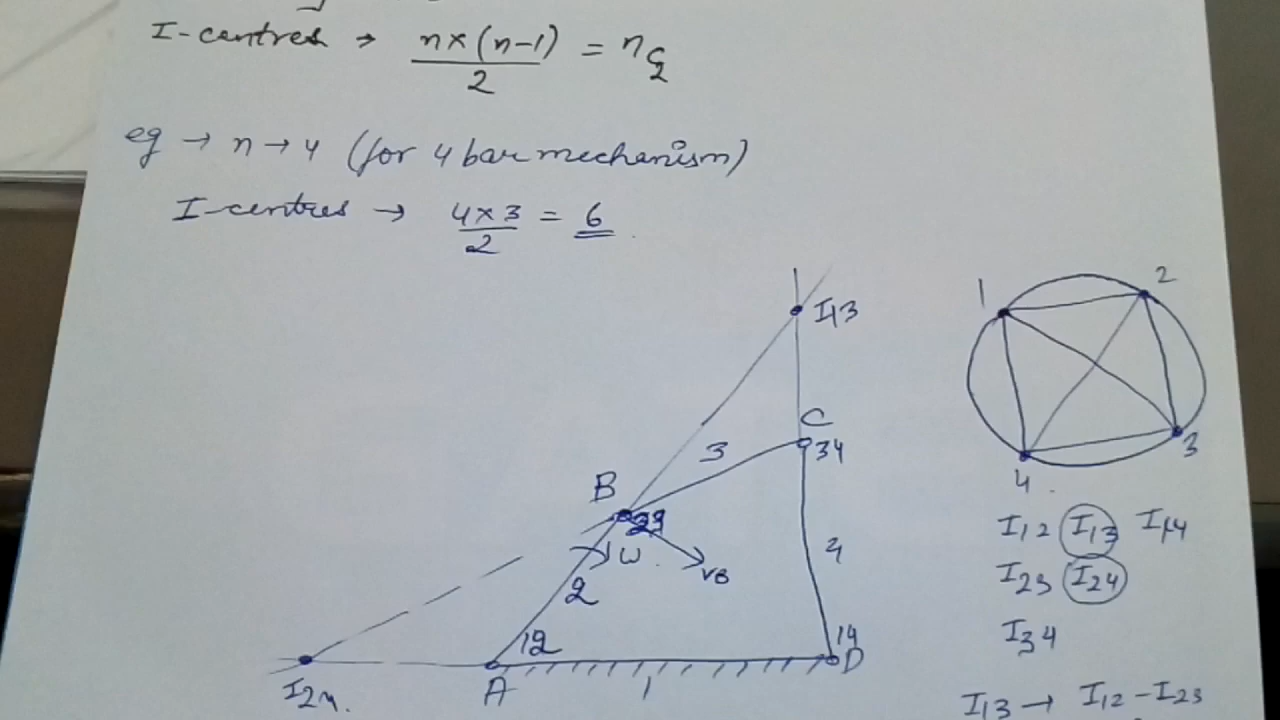 I-centres → n×(n-1)/2 = nC2
eg → n → 4 (for 4 bar mechanism)
I-centres → 4×3/2 = 6
I13
C
34
3
B
23
ω
VB
2
4
12
14
I24
A
1
D
1
2
3
4
I12 I13 I14
I23 I24
I34
I13 → I12 - I23